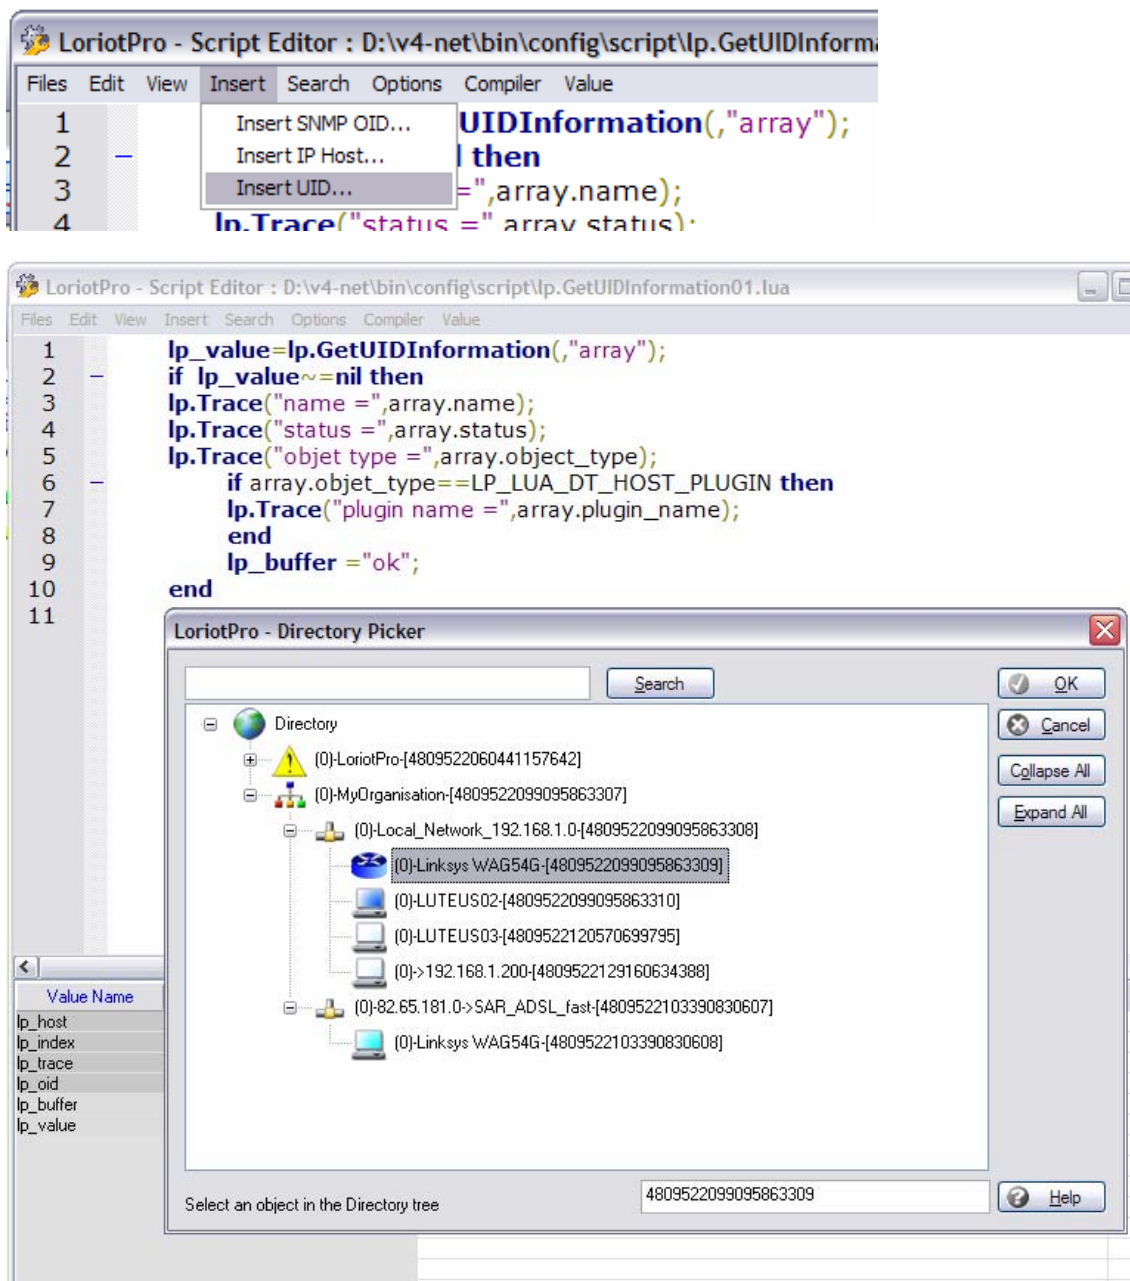 LoriotPro - Script Editor : D:\v4-net\bin\config\script\lp.GetUIDInforma
Files Edit View Insert Search Options Compiler Value
1 UIDInformation(,"array");
Insert SNMP OID...
2 then
Insert IP Host...
3 =",array.name);
Insert UID...
4 lp.Trace("status =",array.status);
LoriotPro - Script Editor : D:\v4-net\bin\config\script\lp.GetUIDInformation01.lua
Files Edit View Insert Search Options Compiler Value
1 lp_value=lp.GetUIDInformation(,"array");
2 if lp_value~=nil then
3 lp.Trace("name =",array.name);
4 lp.Trace("status =",array.status);
5 lp.Trace("objet type =",array.object_type);
6 if array.objet_type==LP_LUA_DT_HOST_PLUGIN then
7 lp.Trace("plugin name =",array.plugin_name);
8 end
9 lp_buffer ="ok";
10 end
11
LoriotPro - Directory Picker
Search
OK
Directory
Cancel
(0)-LoriotPro-[4809522060441157642]
Collapse All
(0)-MyOrganisation-[4809522099095863307]
Expand All
(0)-Local_Network_192.168.1.0-[4809522099095863308]
(0)-Linksys WAG54G-[4809522099095863309]
(0)-LUTEUS02-[4809522099095863310]
(0)-LUTEUS03-[4809522120570699795]
(0)->192.168.1.200-[4809522129160634388]
(0)-82.65.181.0->SAR_ADSL_fast-[4809522103390830607]
(0)-Linksys WAG54G-[4809522103390830608]
Select an object in the Directory tree
4809522099095863309
Help
Value Name
lp_host
lp_index
lp_trace
lp_oid
lp_buffer
lp_value